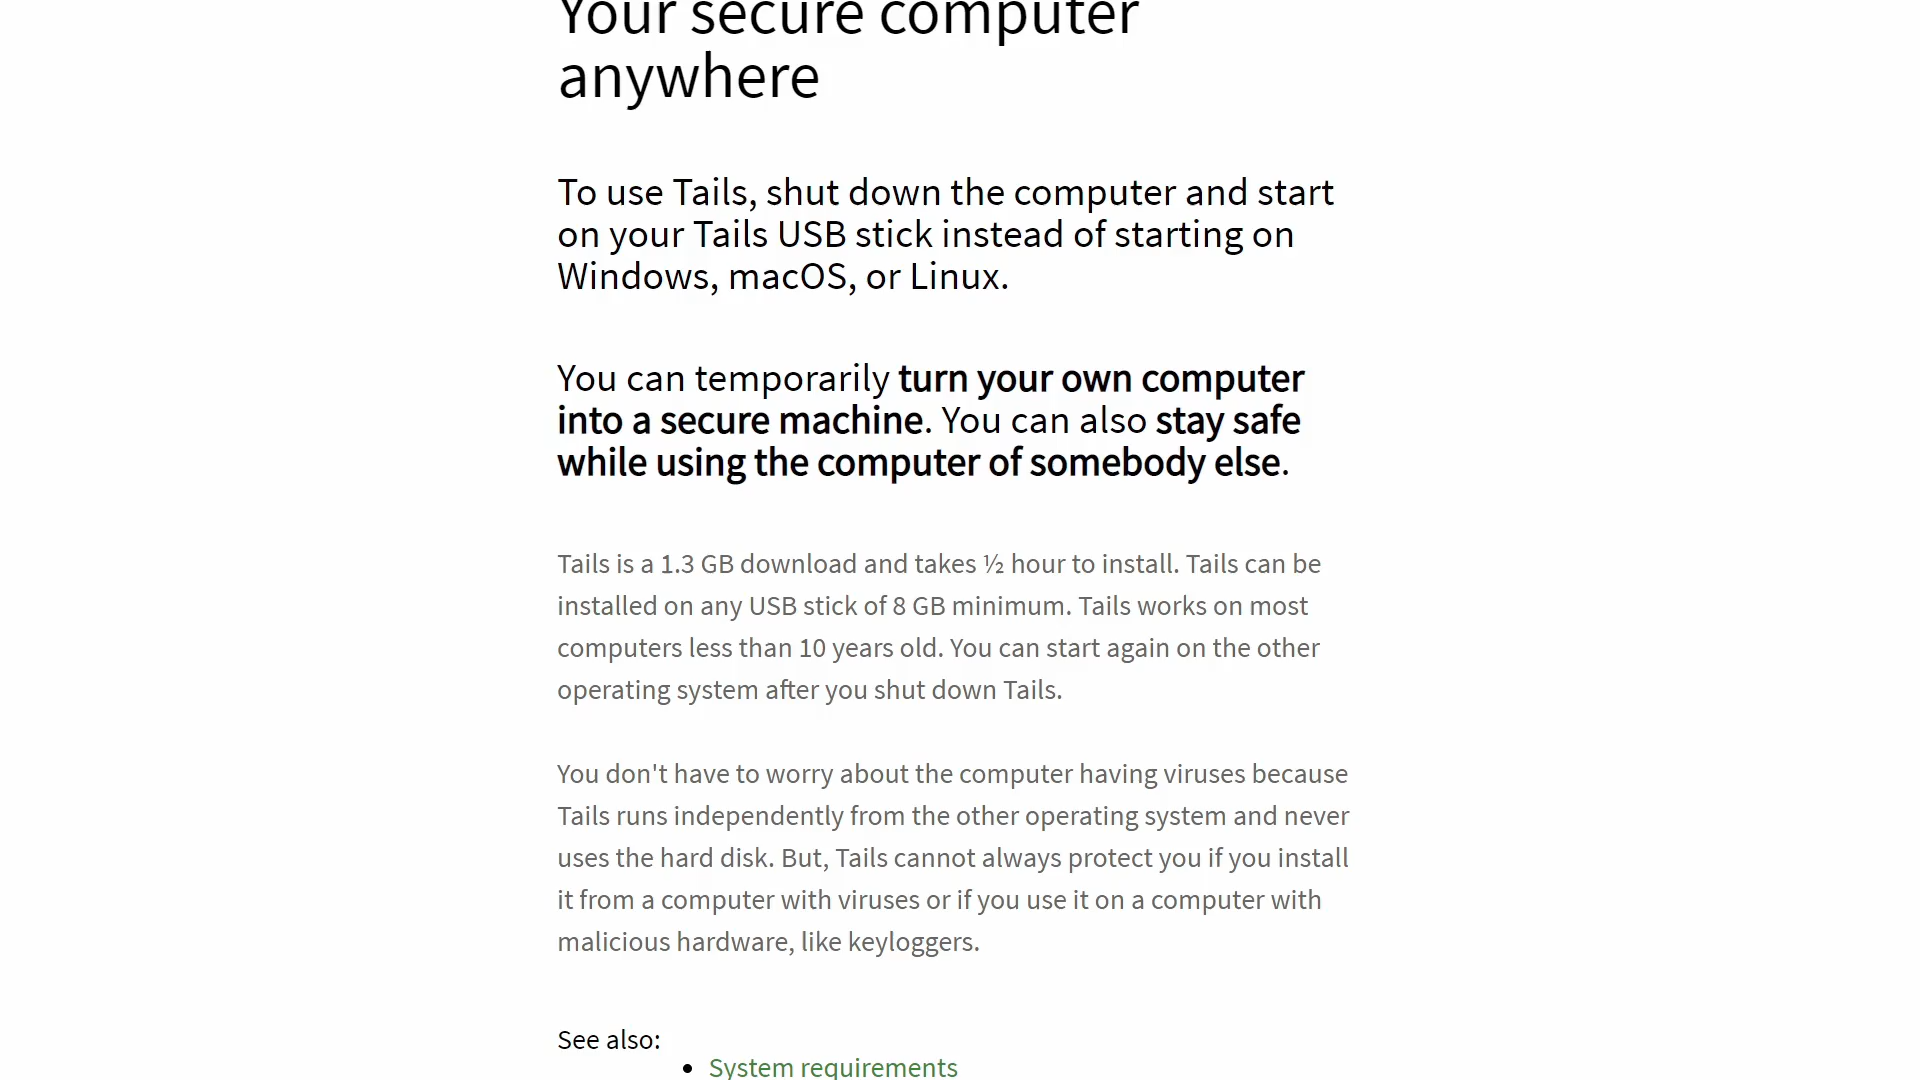 Your secure computer
anywhere
To use Tails, shut down the computer and start
on your Tails USB stick instead of starting on
Windows, macOS, or Linux.
You can temporarily turn your own computer
into a secure machine. You can also stay safe
while using the computer of somebody else.
Tails is a 1.3 GB download and takes ½ hour to install. Tails can be
installed on any USB stick of 8 GB minimum. Tails works on most
computers less than 10 years old. You can start again on the other
operating system after you shut down Tails.
You don't have to worry about the computer having viruses because
Tails runs independently from the other operating system and never
uses the hard disk. But, Tails cannot always protect you if you install
it from a computer with viruses or if you use it on a computer with
malicious hardware, like keyloggers.
See also:
• System requirements